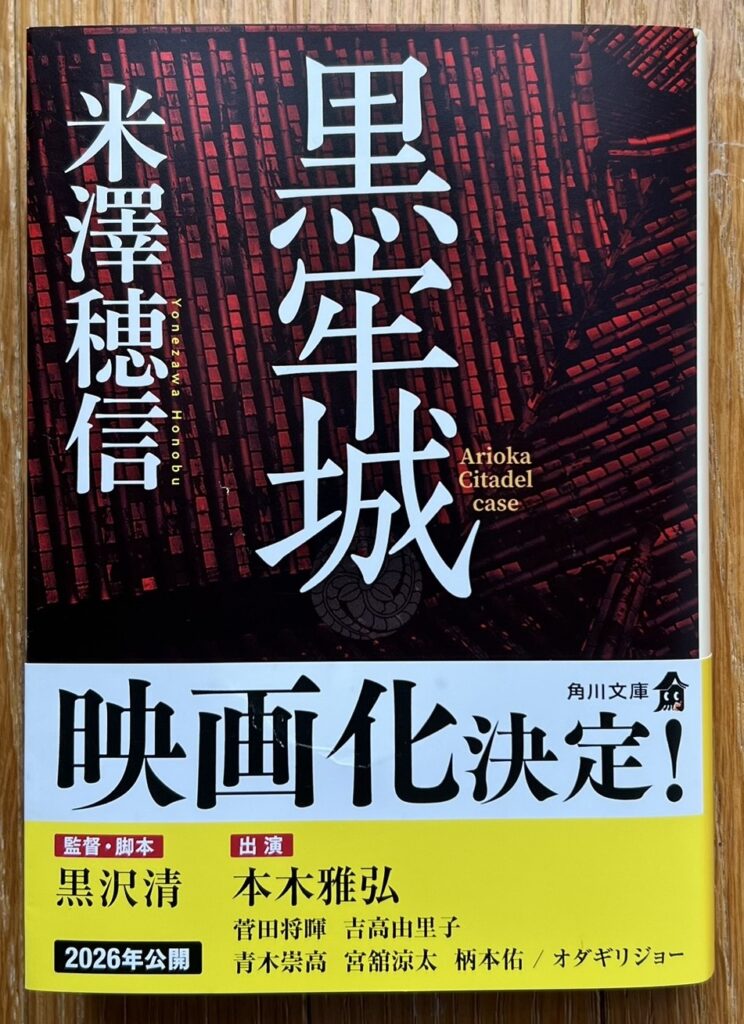 黒牢城
Arioka
Citadel
case
米澤穂信
Yonezawa Honobu
角川文庫
映画化決定!
監督・脚本
黒沢清
2026年公開
出演
本木雅弘
菅田将暉 吉高由里子
青木崇高 宮舘涼太 柄本佑 / オダギリジョー